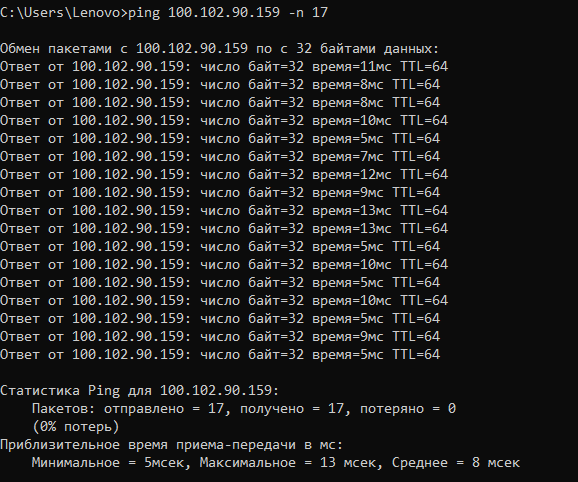 C:\Users\Lenovo>ping 100.102.90.159 -n 17
Обмен пакетами с 100.102.90.159 по с 32 байтами данных:
Ответ от 100.102.90.159: число байт=32 время=11мс TTL=64
Ответ от 100.102.90.159: число байт=32 время=8мс TTL=64
Ответ от 100.102.90.159: число байт=32 время=8мс TTL=64
Ответ от 100.102.90.159: число байт=32 время=10мс TTL=64
Ответ от 100.102.90.159: число байт=32 время=5мс TTL=64
Ответ от 100.102.90.159: число байт=32 время=7мс TTL=64
Ответ от 100.102.90.159: число байт=32 время=12мс TTL=64
Ответ от 100.102.90.159: число байт=32 время=9мс TTL=64
Ответ от 100.102.90.159: число байт=32 время=13мс TTL=64
Ответ от 100.102.90.159: число байт=32 время=13мс TTL=64
Ответ от 100.102.90.159: число байт=32 время=5мс TTL=64
Ответ от 100.102.90.159: число байт=32 время=10мс TTL=64
Ответ от 100.102.90.159: число байт=32 время=5мс TTL=64
Ответ от 100.102.90.159: число байт=32 время=10мс TTL=64
Ответ от 100.102.90.159: число байт=32 время=5мс TTL=64
Ответ от 100.102.90.159: число байт=32 время=9мс TTL=64
Ответ от 100.102.90.159: число байт=32 время=5мс TTL=64
Статистика Ping для 100.102.90.159:
Пакетов: отправлено = 17, получено = 17, потеряно = 0
(0% потерь)
Приблизительное время приема-передачи в мс:
Минимальное = 5мсек, Максимальное = 13 мсек, Среднее = 8 мсек